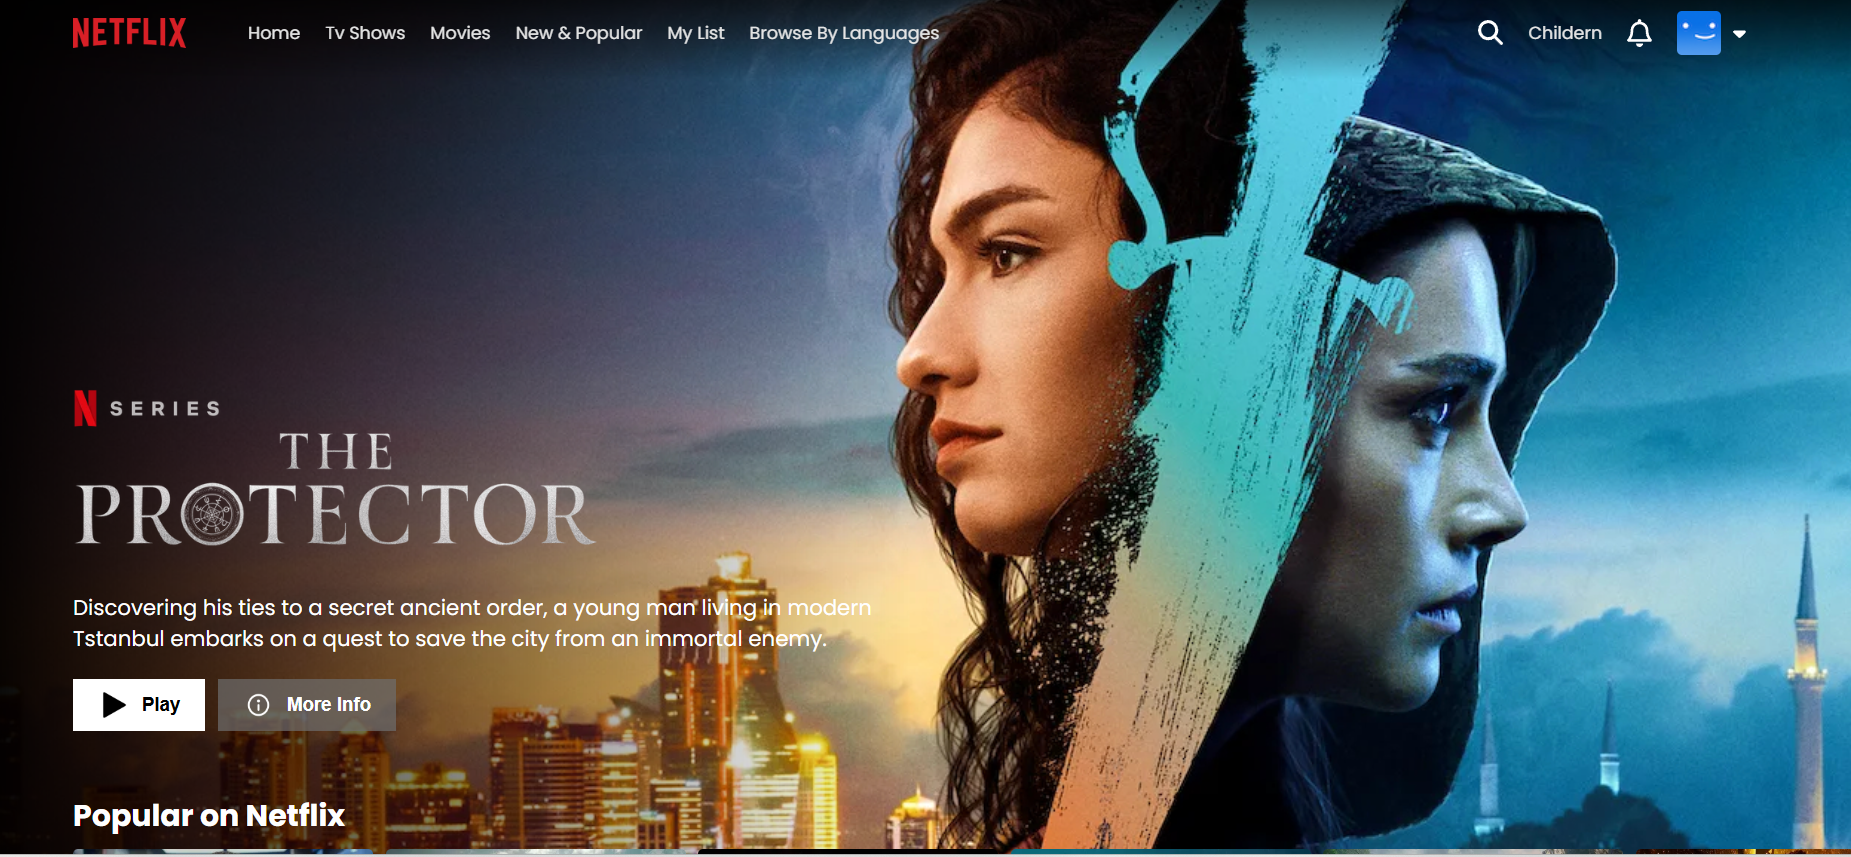 NETFLIX Home Tv Shows Movies New & Popular My List Browse By Languages Childern
N SERIES
THE
PROTECTOR
Discovering his ties to a secret ancient order, a young man living in modern
Tstanbul embarks on a quest to save the city from an immortal enemy.
Play More Info
Popular on Netflix